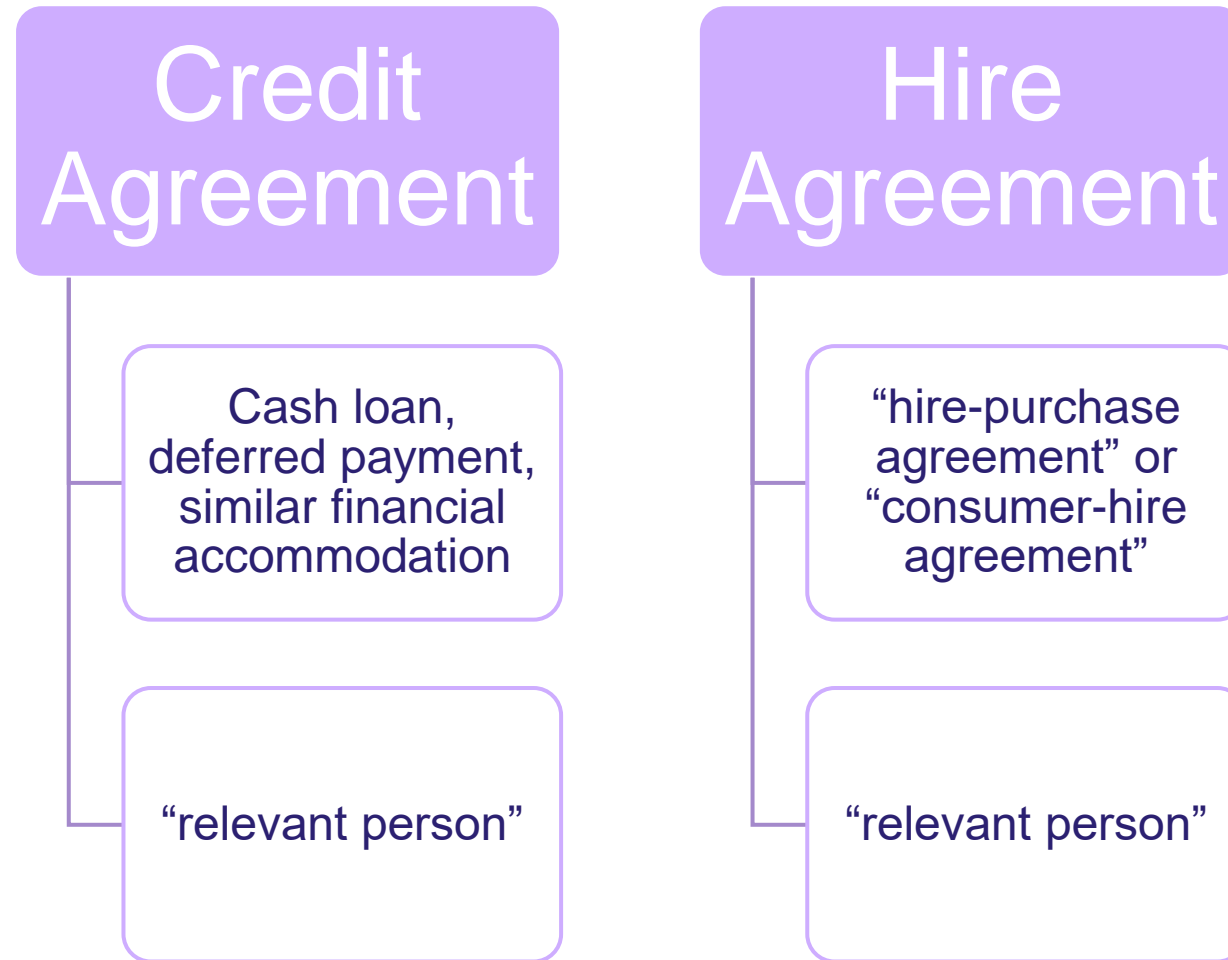 Credit
Agreement
Cash loan,
deferred payment,
similar financial
accommodation
“relevant person”
Hire
Agreement
“hire-purchase
agreement” or
“consumer-hire
agreement”
“relevant person”